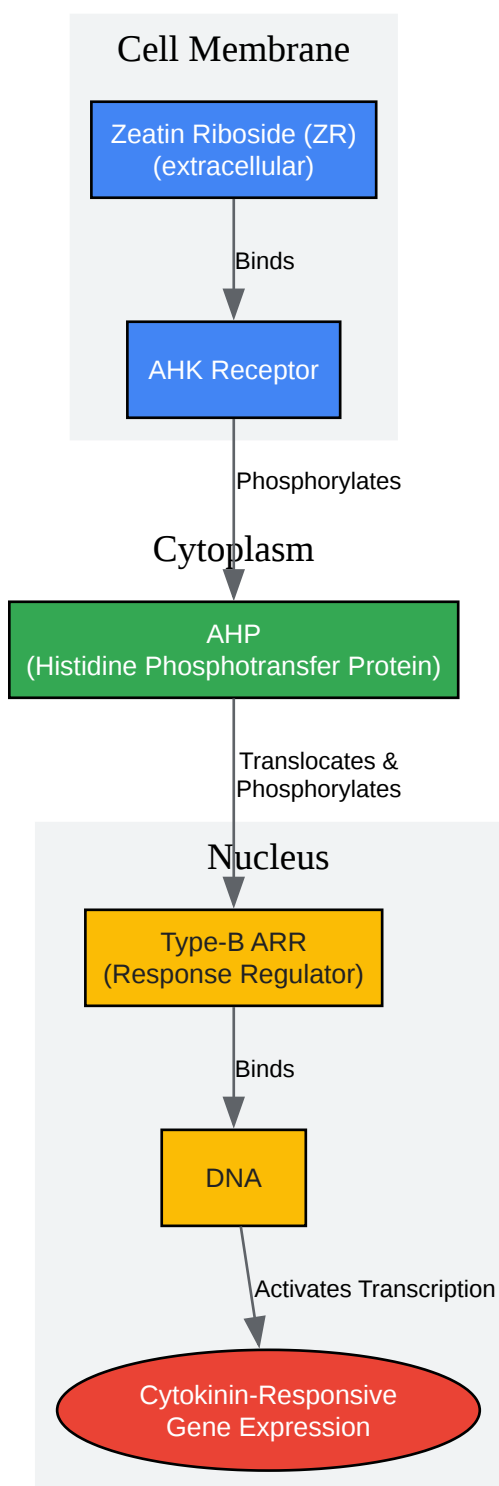 Cell Membrane
Zeatin Riboside (ZR)
(extracellular)
Binds
AHK Receptor
Phosphorylates
Cytoplasm
AHP
(Histidine Phosphotransfer Protein)
Translocates &
Phosphorylates
Nucleus
Type-B ARR
(Response Regulator)
Binds
DNA
Activates Transcription
Cytokinin-Responsive
Gene Expression